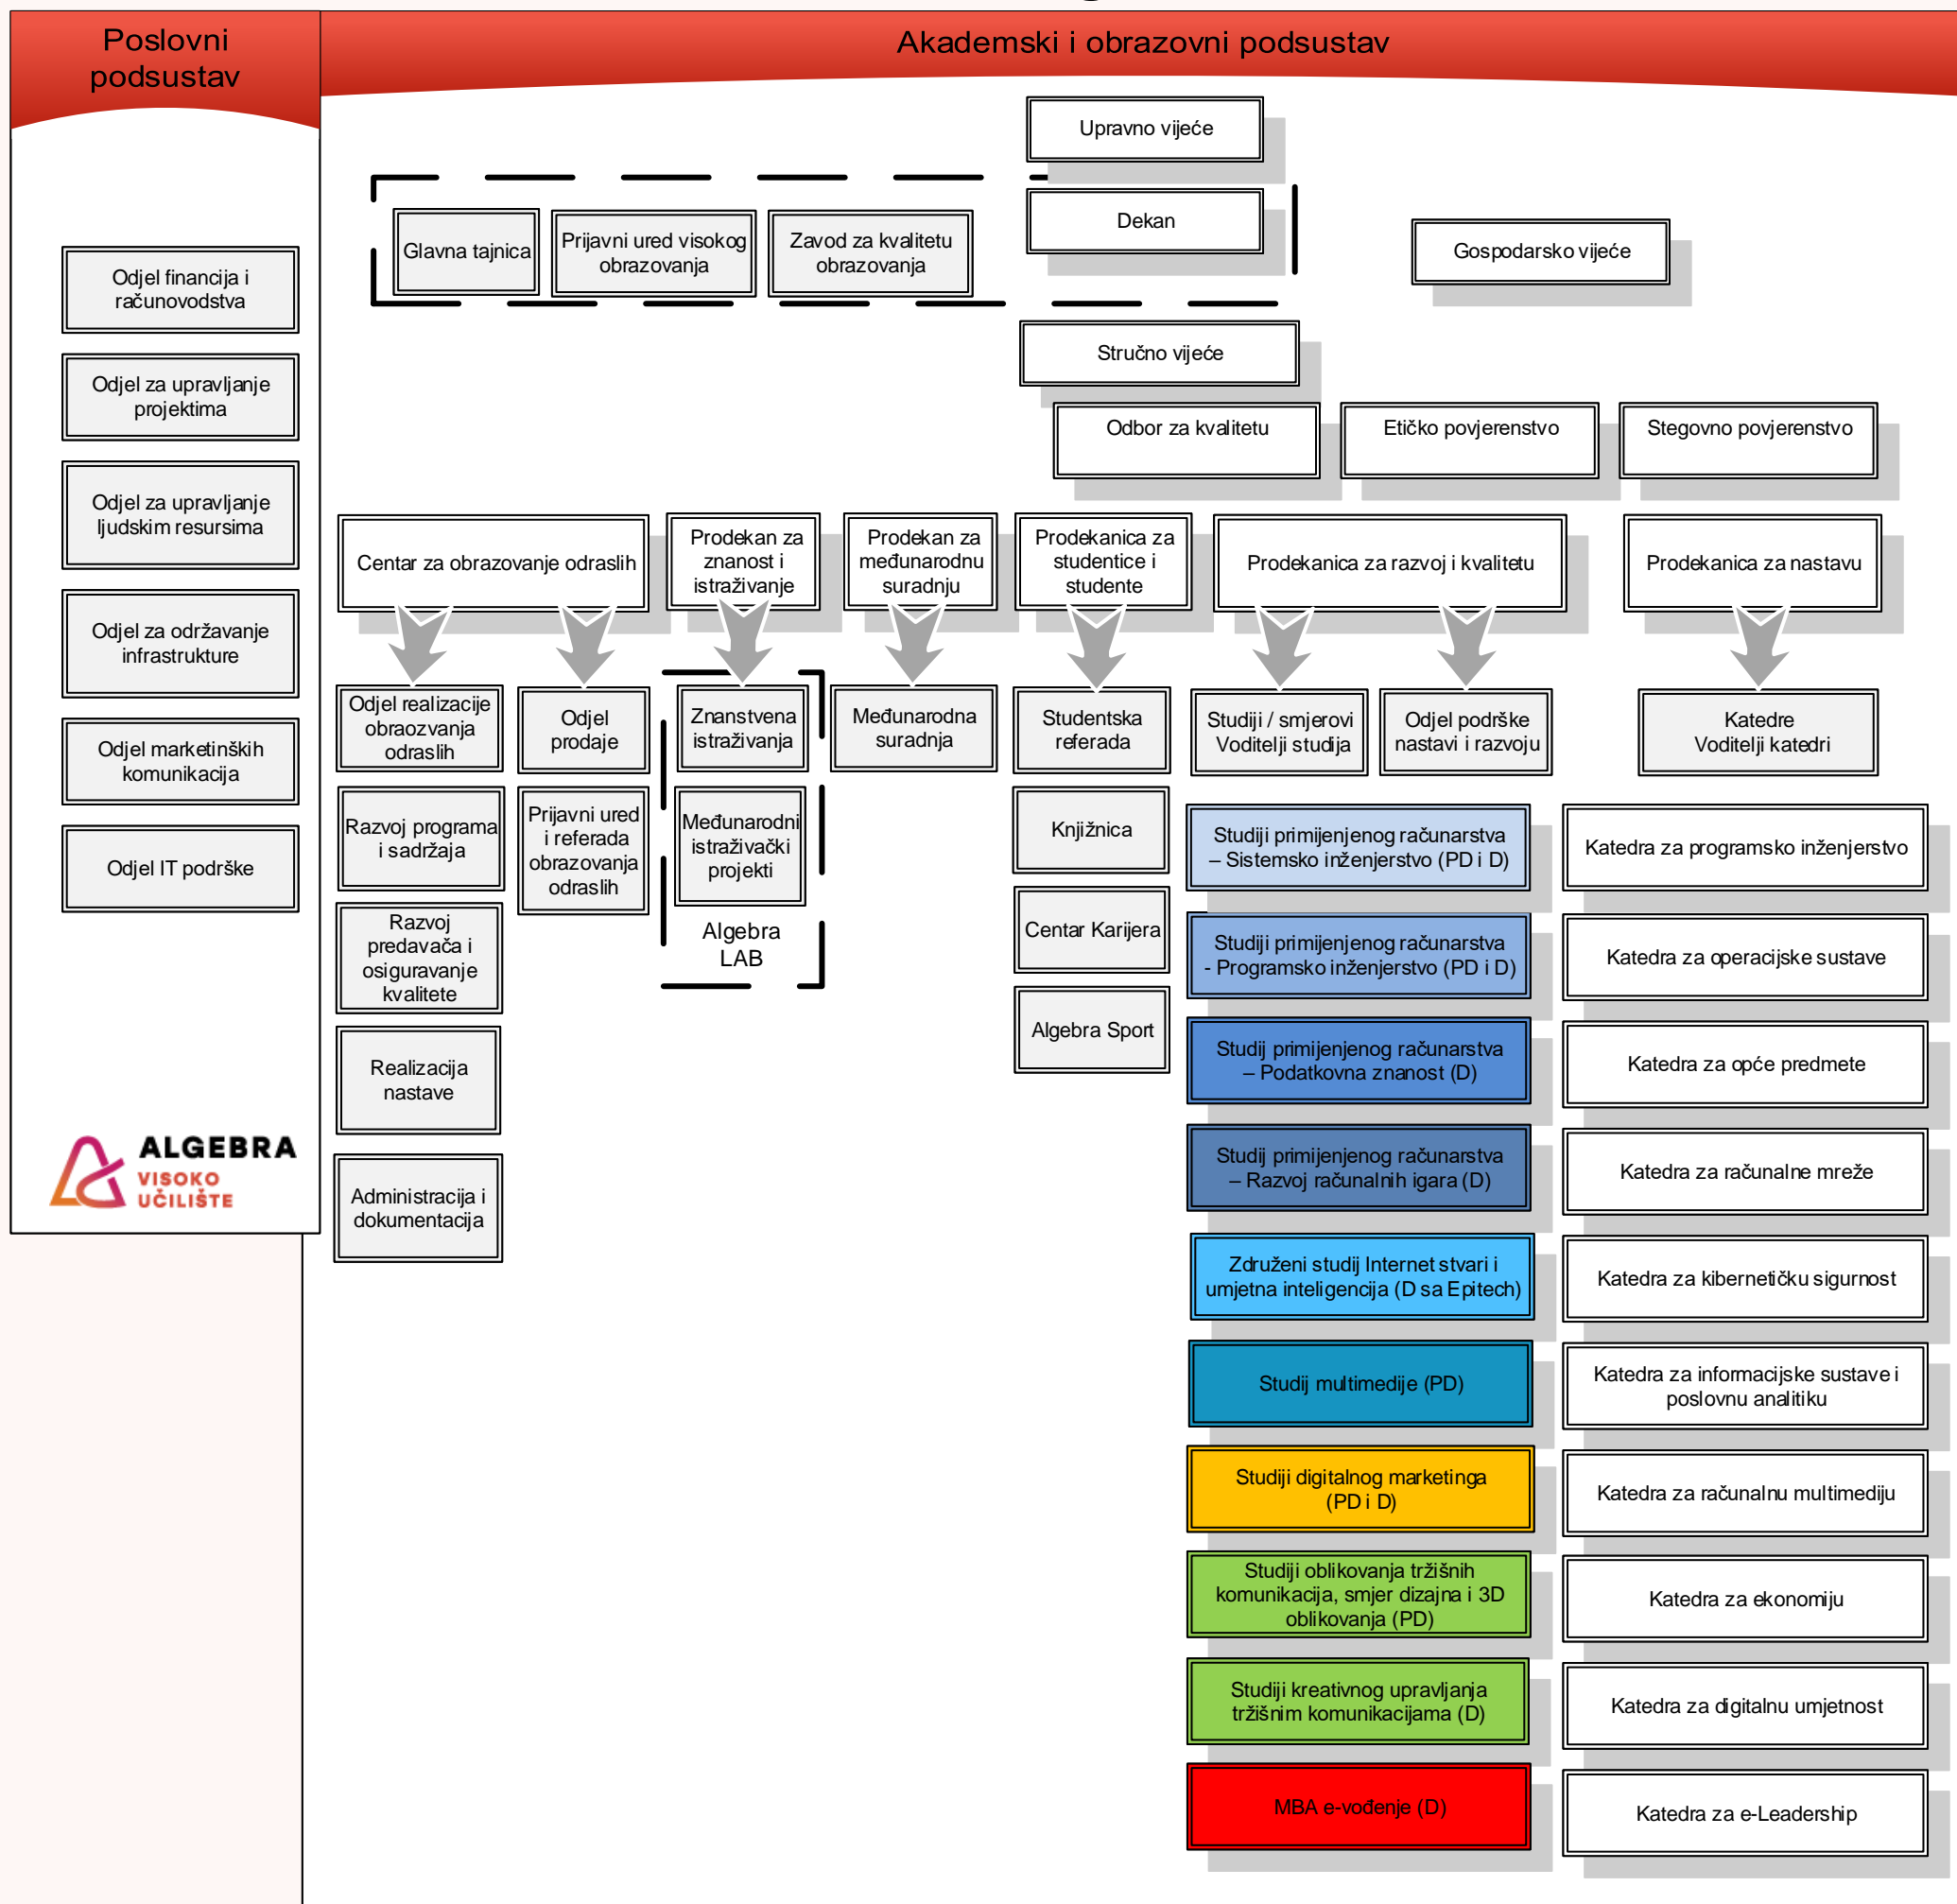 Poslovni
podsustav
Akademski i obrazovni podsustav
Upravno vijeće
Dekan
Glavna tajnica
Prijavni ured visokog
obrazovanja
Zavod za kvalitetu
obrazovanja
Gospodarsko vijeće
Stručno vijeće
Odbor za kvalitetu
Etičko povjerenstvo
Stegovno povjerenstvo
Odjel financija i
računovodstva
Odjel za upravljanje
projektima
Odjel za upravljanje
ljudskim resursima
Odjel za održavanje
infrastrukture
Odjel marketinških
komunikacija
Odjel IT podrške
ALGEBRA
VISOKO
UČILIŠTE
Centar za obrazovanje odraslih
Prodekan za
znanost i
istraživanje
Prodekan za
međunarodnu
suradnju
Prodekanica za
studentice i
studente
Prodekanica za razvoj i kvalitetu
Prodekanica za nastavu
Odjel realizacije
obraozvanja
odraslih
Razvoj programa
i sadržaja
Razvoj
predavača i
osiguravanje
kvalitete
Realizacija
nastave
Administracija i
dokumentacija
Odjel
prodaje
Prijavni ured
i referada
obrazovanja
odraslih
Znanstvena
istraživanja
Međunarodni
istraživački
projekti
Algebra
LAB
Međunarodna
suradnja
Studentska
referada
Knjižnica
Centar Karijera
Algebra Sport
Studiji / smjerovi
Voditelji studija
Odjel podrške
nastavi i razvoju
Katedre
Voditelji katedri
Studiji primijenjenog računarstva
– Sistemsko inženjerstvo (PD i D)
Studiji primijenjenog računarstva
- Programsko inženjerstvo (PD i D)
Studij primijenjenog računarstva
– Podatkovna znanost (D)
Studij primijenjenog računarstva
– Razvoj računalnih igara (D)
Združeni studij Internet stvari i
umjetna inteligencija (D sa Epitech)
Studij multimedije (PD)
Studiji digitalnog marketinga
(PD i D)
Studiji oblikovanja tržišnih
komunikacija, smjer dizajna i 3D
oblikovanja (PD)
Studiji kreativnog upravljanja
tržišnim komunikacijama (D)
MBA e-vođenje (D)
Katedra za programsko inženjerstvo
Katedra za operacijske sustave
Katedra za opće predmete
Katedra za računalne mreže
Katedra za kibernetičku sigurnost
Katedra za informacijske sustave i
poslovnu analitiku
Katedra za računalnu multimediju
Katedra za ekonomiju
Katedra za digitalnu umjetnost
Katedra za e-Leadership